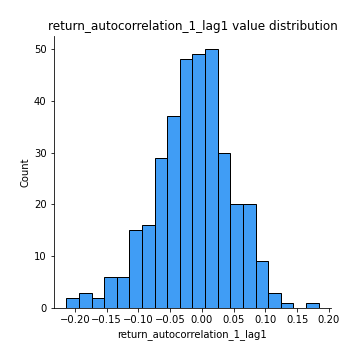 return_autocorrelation_1_lag1 value distribution
50
40
30
20
10
0
Count
−0.20 −0.15 −0.10 −0.05 0.00 0.05 0.10 0.15 0.20
return_autocorrelation_1_lag1